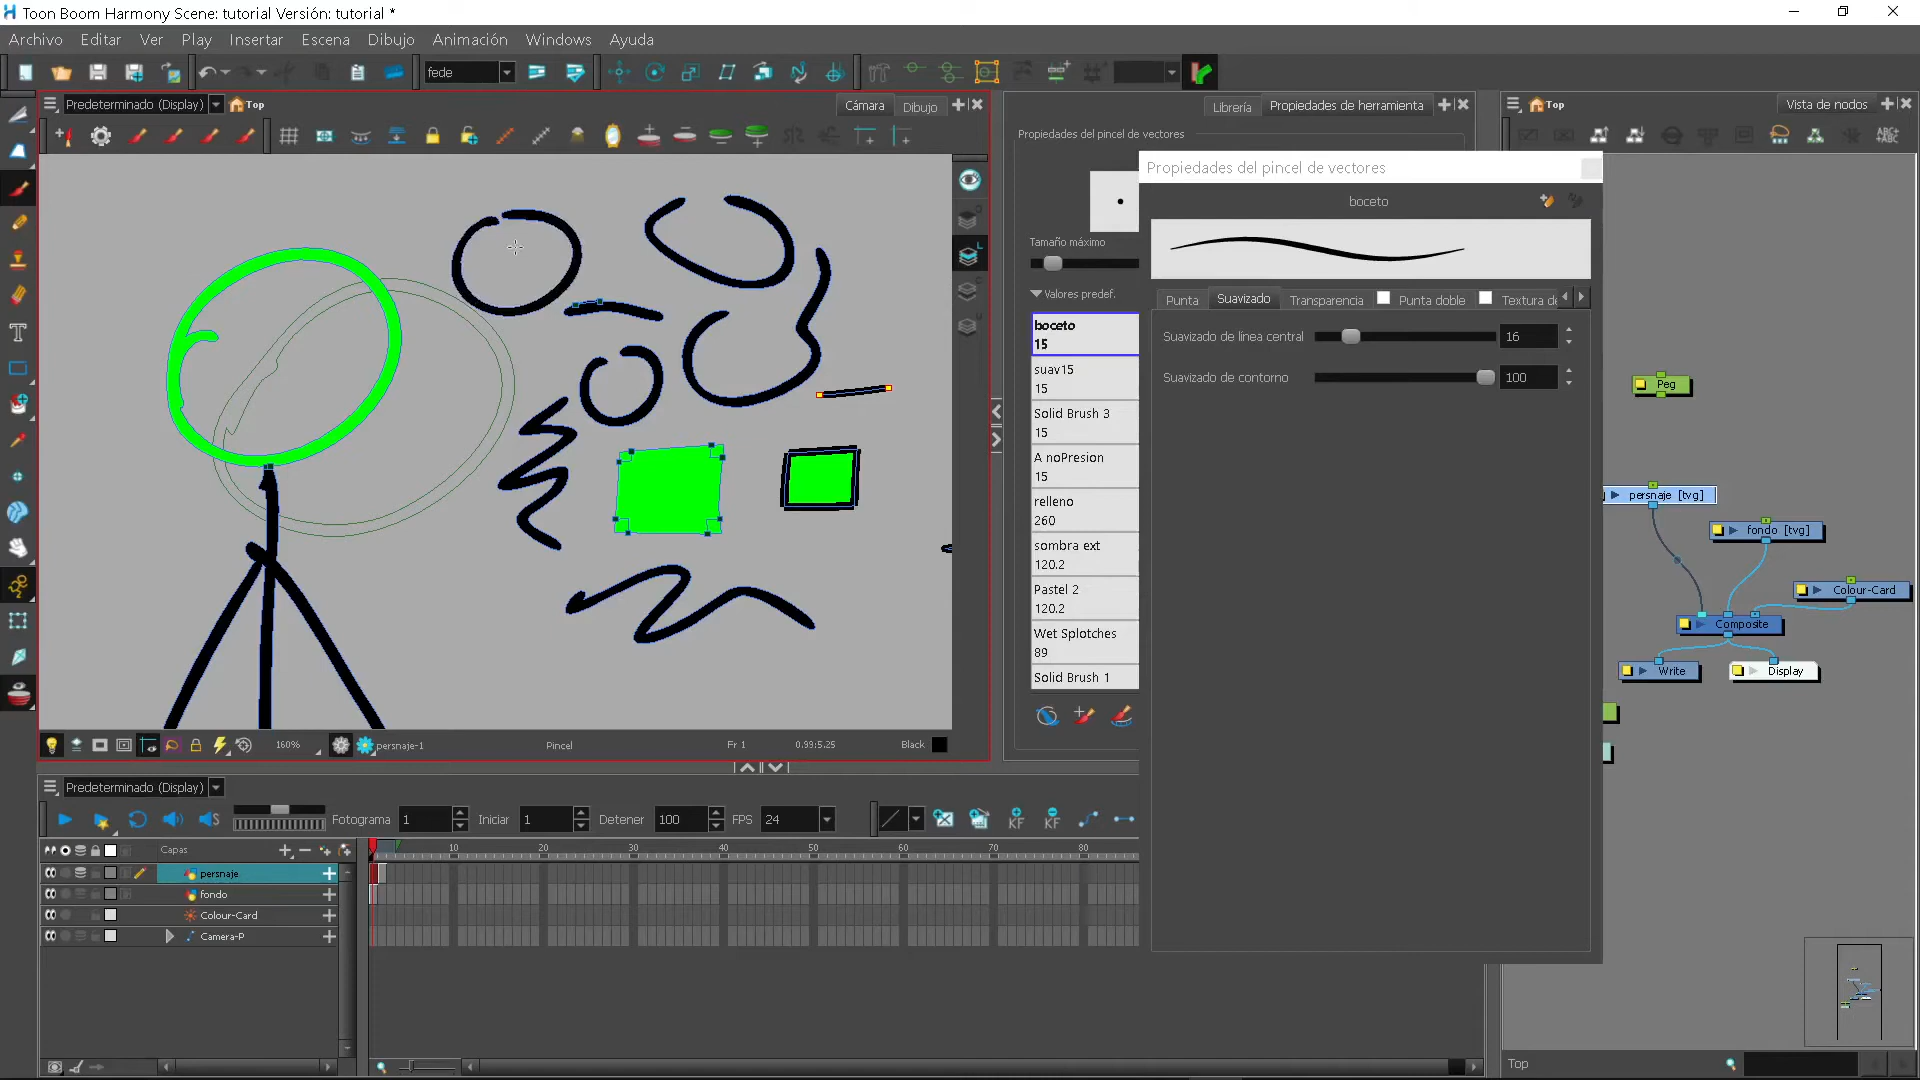 Toon Boom Harmony Scene: tutorial Versión: tutorial *
Archivo Editar Ver Play Insertar Escena Dibujo Animación Windows Ayuda
fede
Predeterminado (Display) Top Cámara Dibujo
Librería Propiedades de herramienta
Top Vista de nodos
Propiedades del pincel de vectores
ABC+
Propiedades del pincel de vectores
boceto
Tamaño máximo
Valores predef.
Punta Suavizado Transparencia Punta doble Textura de
Suavizado de línea central 16
Suavizado de contorno 100
boceto
15
suav15
15
Solid Brush 3
15
A noPresion
15
relleno
260
sombra ext
120.2
Pastel 2
120.2
Wet Splotches
89
Solid Brush 1
Peg
persnaje [tvg]
fondo [tvg]
Colour-Card
Composite
Write
Display
160% persnaje-1 Pincel Fr 1 0.99:5.25 Black
Predeterminado (Display)
Fotograma 1 Iniciar 1 Detener 100 FPS 24
KF KF
Capas
10 20 30 40 50 60 70 80
persnaje
fondo
Colour-Card
Camera-P
Top